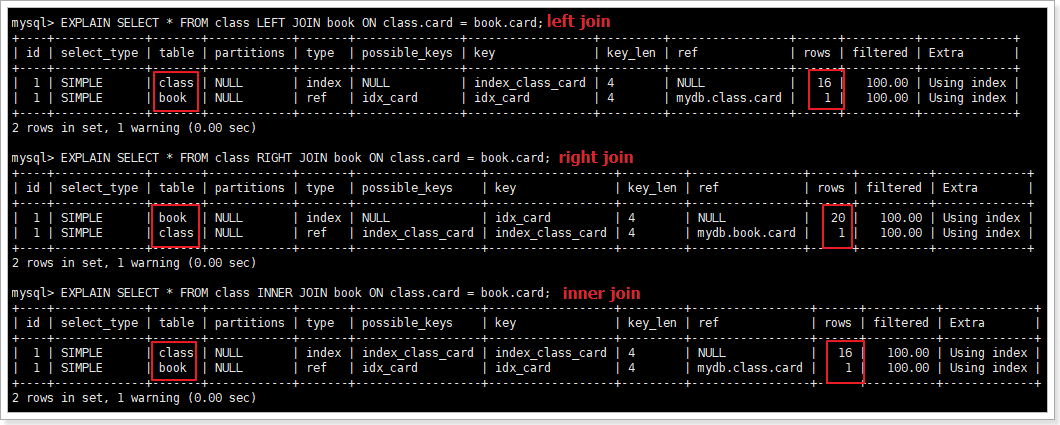 mysql> EXPLAIN SELECT * FROM class LEFT JOIN book ON class.card = book.card; left join
+----+-------------+-------+------------+-------+---------------+------------------+---------+-----------------+------+----------+-------------+
| id | select_type | table | partitions | type | possible_keys | key | key_len | ref | rows | filtered | Extra |
+----+-------------+-------+------------+-------+---------------+------------------+---------+-----------------+------+----------+-------------+
| 1 | SIMPLE | class | NULL | index | NULL | index_class_card | 4 | NULL | 16 | 100.00 | Using index |
| 1 | SIMPLE | book | NULL | ref | idx_card | idx_card | 4 | mydb.class.card | 1 | 100.00 | Using index |
+----+-------------+-------+------------+-------+---------------+------------------+---------+-----------------+------+----------+-------------+
2 rows in set, 1 warning (0.00 sec)
mysql> EXPLAIN SELECT * FROM class RIGHT JOIN book ON class.card = book.card; right join
+----+-------------+-------+------------+-------+------------------+------------------+---------+----------------+------+----------+-------------+
| id | select_type | table | partitions | type | possible_keys | key | key_len | ref | rows | filtered | Extra |
+----+-------------+-------+------------+-------+------------------+------------------+---------+----------------+------+----------+-------------+
| 1 | SIMPLE | book | NULL | index | NULL | idx_card | 4 | NULL | 20 | 100.00 | Using index |
| 1 | SIMPLE | class | NULL | ref | index_class_card | index_class_card | 4 | mydb.book.card | 1 | 100.00 | Using index |
+----+-------------+-------+------------+-------+------------------+------------------+---------+----------------+------+----------+-------------+
2 rows in set, 1 warning (0.00 sec)
mysql> EXPLAIN SELECT * FROM class INNER JOIN book ON class.card = book.card; inner join
+----+-------------+-------+------------+-------+------------------+------------------+---------+-----------------+------+----------+-------------+
| id | select_type | table | partitions | type | possible_keys | key | key_len | ref | rows | filtered | Extra |
+----+-------------+-------+------------+-------+------------------+------------------+---------+-----------------+------+----------+-------------+
| 1 | SIMPLE | class | NULL | index | index_class_card | index_class_card | 4 | NULL | 16 | 100.00 | Using index |
| 1 | SIMPLE | book | NULL | ref | idx_card | idx_card | 4 | mydb.class.card | 1 | 100.00 | Using index |
+----+-------------+-------+------------+-------+------------------+------------------+---------+-----------------+------+----------+-------------+
2 rows in set, 1 warning (0.00 sec)